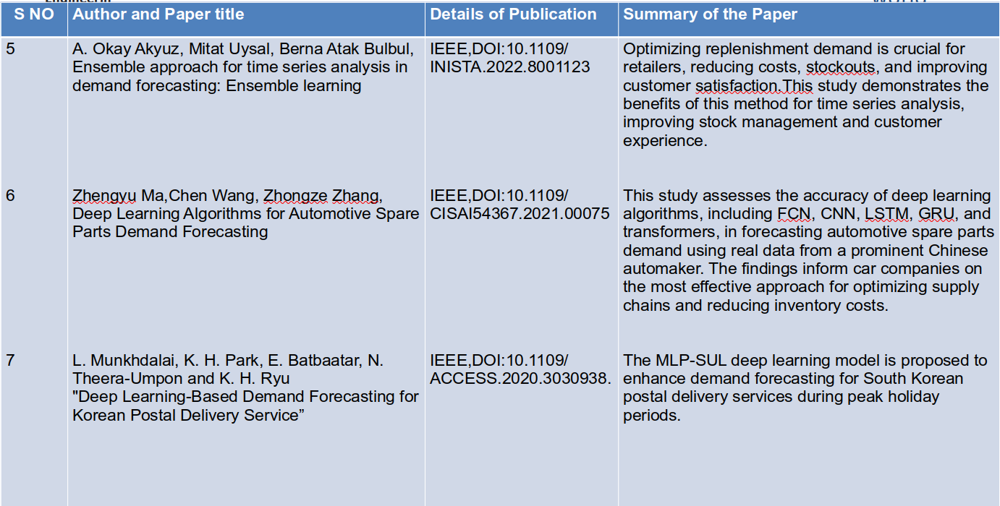 S NO Author and Paper title Details of Publication Summary of the Paper
5 A. Okay Akyuz, Mitat Uysal, Berna Atak Bulbul, IEEE,DOI:10.1109/ Optimizing replenishment demand is crucial for
Ensemble approach for time series analysis in INISTA.2022.8001123 retailers, reducing costs, stockouts, and improving
demand forecasting: Ensemble learning customer satisfaction.This study demonstrates the
benefits of this method for time series analysis,
improving stock management and customer
experience.
6 Zhengyu Ma,Chen Wang, Zhongze Zhang, IEEE,DOI:10.1109/ This study assesses the accuracy of deep learning
Deep Learning Algorithms for Automotive Spare CISAI54367.2021.00075 algorithms, including FCN, CNN, LSTM, GRU, and
Parts Demand Forecasting transformers, in forecasting automotive spare parts
demand using real data from a prominent Chinese
automaker. The findings inform car companies on
the most effective approach for optimizing supply
chains and reducing inventory costs.
7 L. Munkhdalai, K. H. Park, E. Batbaatar, N. IEEE,DOI:10.1109/ The MLP-SUL deep learning model is proposed to
Theera-Umpon and K. H. Ryu ACCESS.2020.3030938. enhance demand forecasting for South Korean
"Deep Learning-Based Demand Forecasting for postal delivery services during peak holiday
Korean Postal Delivery Service” periods.